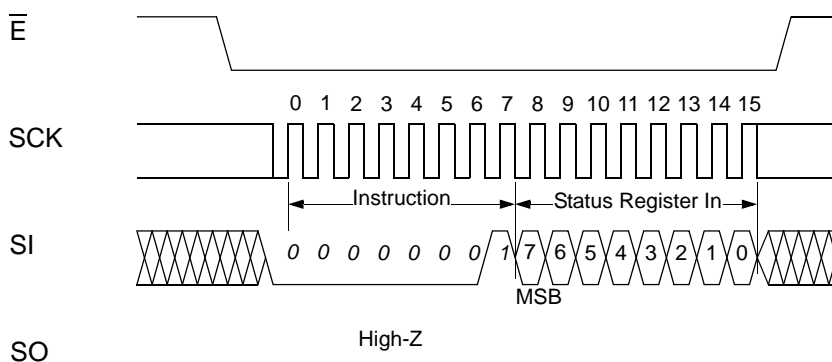 E̅
0 1 2 3 4 5 6 7 8 9 10 11 12 13 14 15
SCK
Instruction Status Register In
SI
0 0 0 0 0 0 0 1 7 6 5 4 3 2 1 0
MSB
High-Z
SO